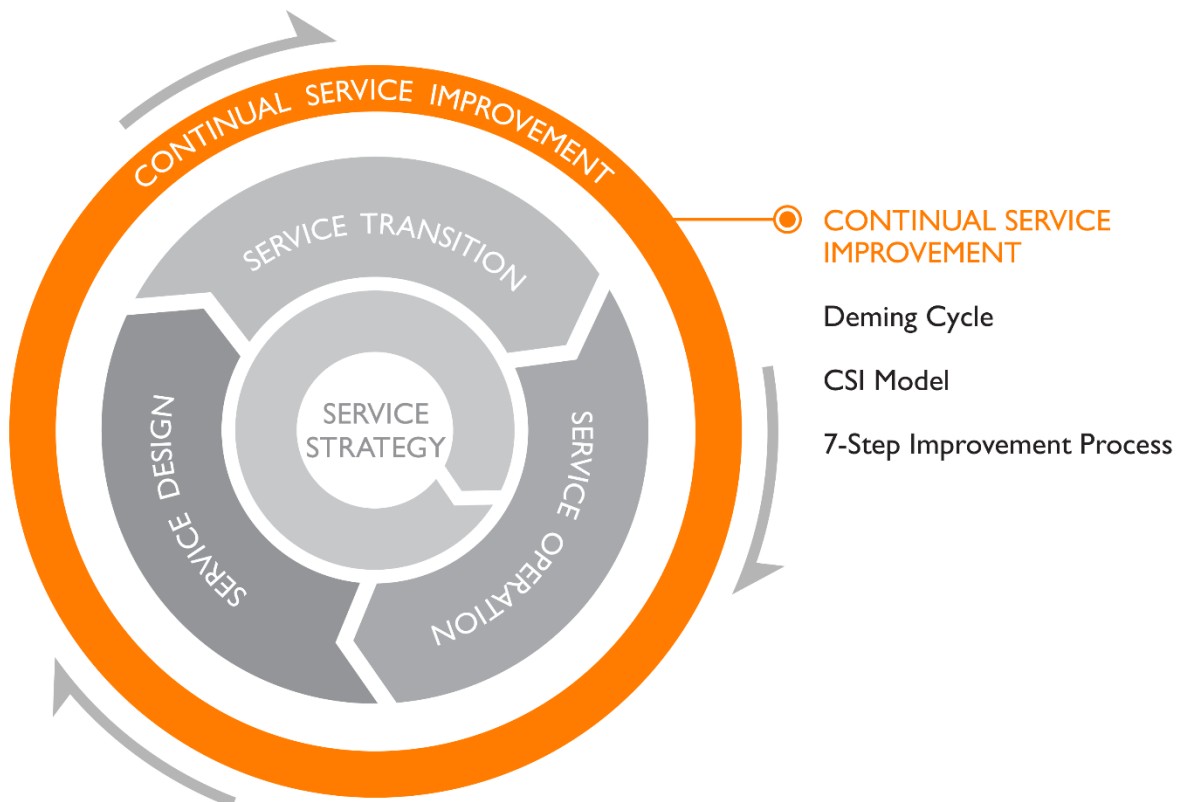 CONTINUAL SERVICE IMPROVEMENT
SERVICE TRANSITION
SERVICE DESIGN
SERVICE OPERATION
SERVICE
STRATEGY
CONTINUAL SERVICE
IMPROVEMENT
Deming Cycle
CSI Model
7-Step Improvement Process